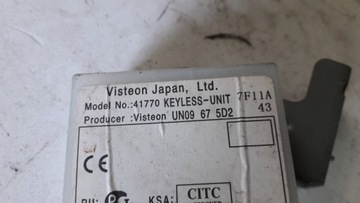 Visteon Japan, Ltd.
Model No.:41770 KEYLESS-UNIT 7F11A
43
Producer :Visteon UN09 67 5D2
CE
KSA: CITC